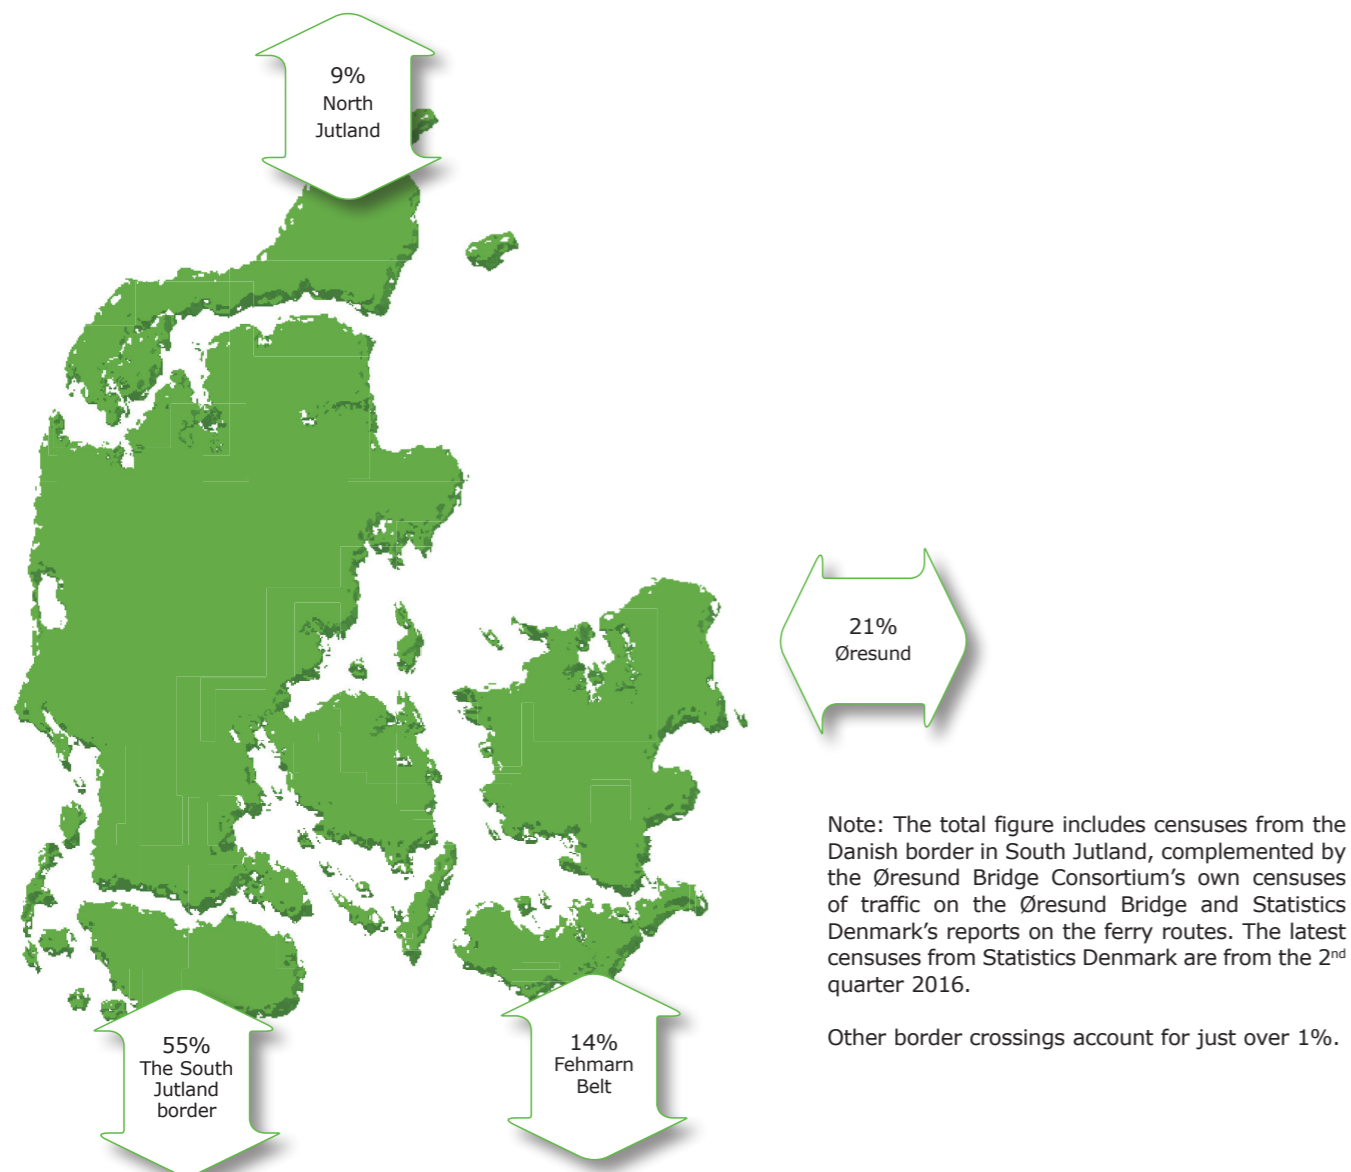 9%
North
Jutland
21%
Øresund
Note: The total figure includes censuses from the
Danish border in South Jutland, complemented by
the Øresund Bridge Consortium’s own censuses
of traffic on the Øresund Bridge and Statistics
Denmark’s reports on the ferry routes. The latest
censuses from Statistics Denmark are from the 2nd
quarter 2016.
Other border crossings account for just over 1%.
55%
The South
Jutland
border
14%
Fehmarn
Belt